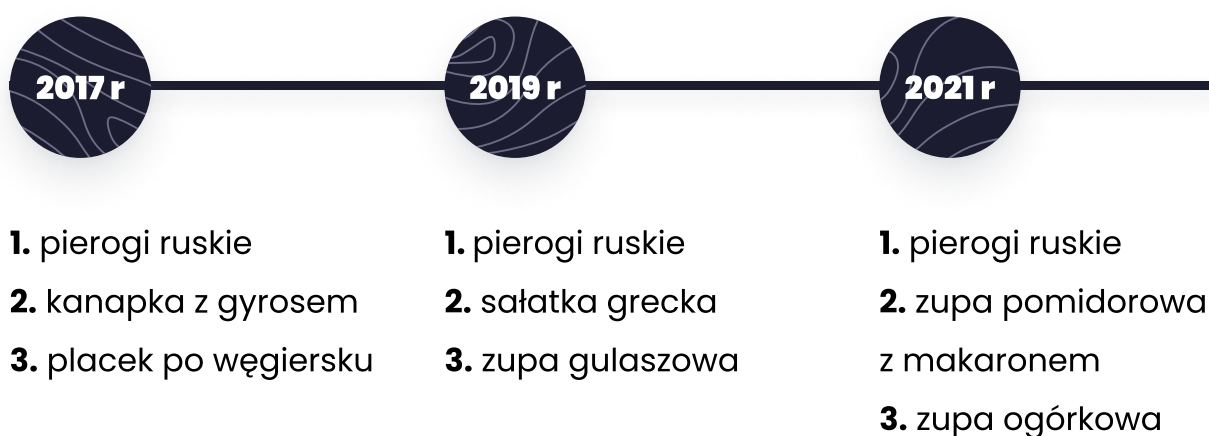 2017 r
1. pierogi ruskie
2. kanapka z gyrosem
3. placek po węgiersku
2019 r
1. pierogi ruskie
2. sałatka grecka
3. zupa gulaszowa
2021 r
1. pierogi ruskie
2. zupa pomidorowa
z makaronem
3. zupa ogórkowa